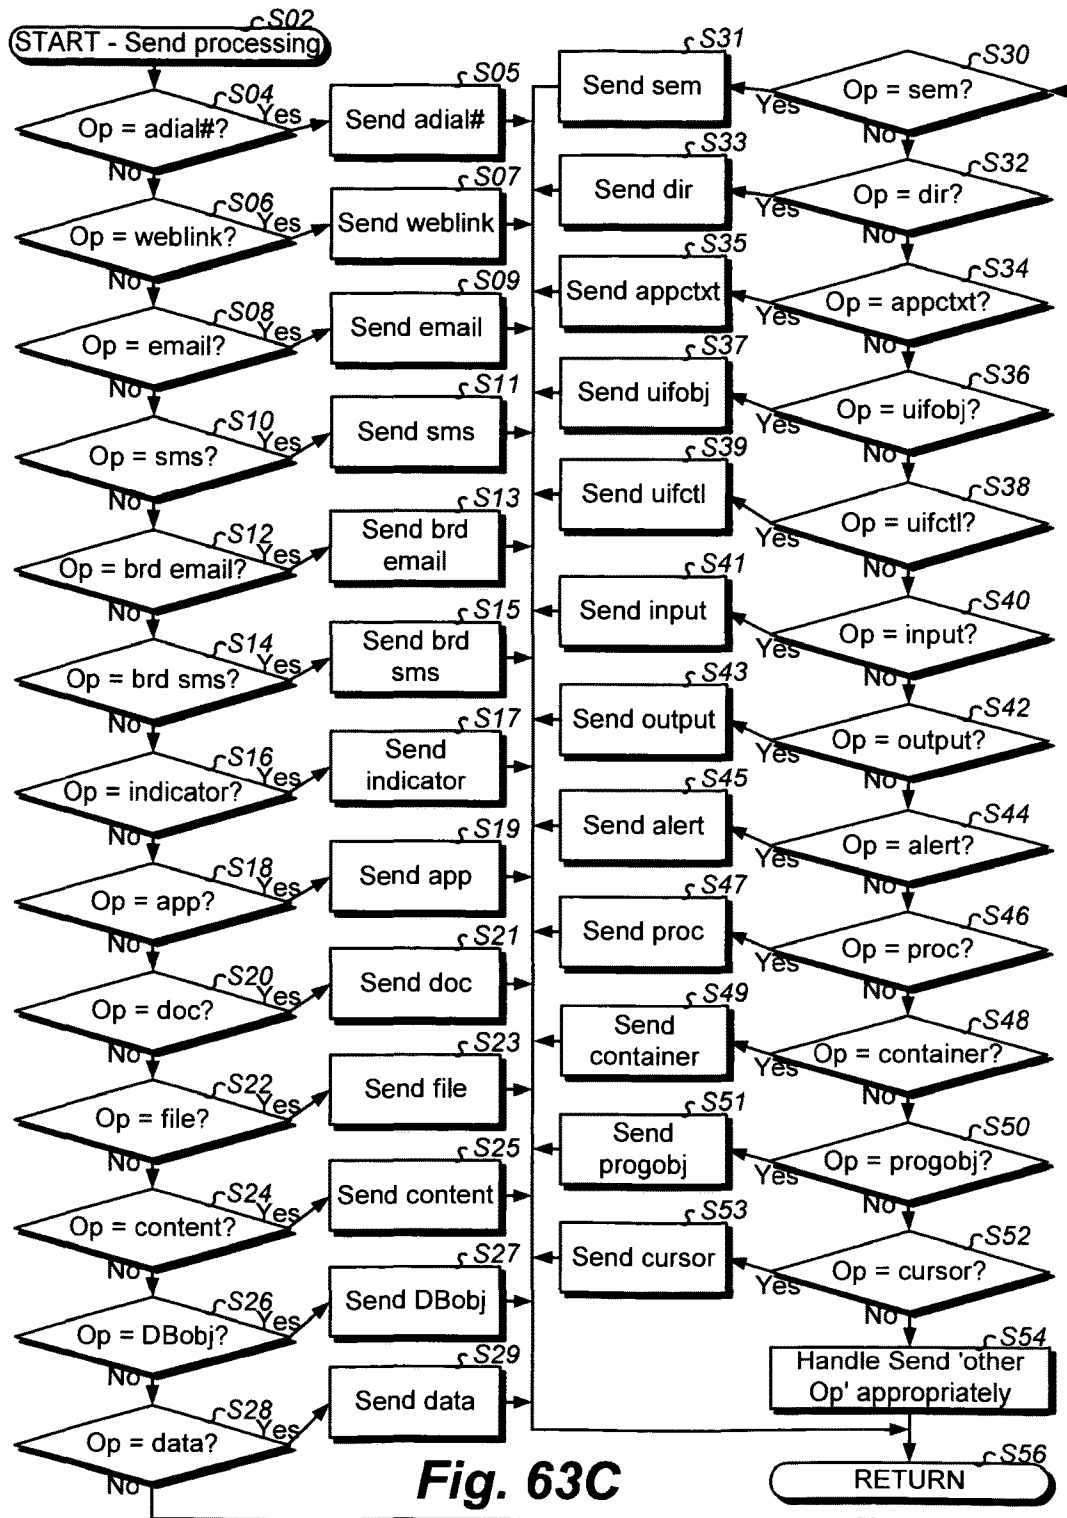 S02
START - Send processing
S04
Op = adial#?
Yes
No
S05
Send adial#
S06
Op = weblink?
Yes
No
S07
Send weblink
S08
Op = email?
Yes
No
S09
Send email
S10
Op = sms?
Yes
No
S11
Send sms
S12
Op = brd email?
Yes
No
S13
Send brd
email
S14
Op = brd sms?
Yes
No
S15
Send brd
sms
S16
Op = indicator?
Yes
No
S17
Send
indicator
S18
Op = app?
Yes
No
S19
Send app
S20
Op = doc?
Yes
No
S21
Send doc
S22
Op = file?
Yes
No
S23
Send file
S24
Op = content?
Yes
No
S25
Send content
S26
Op = DBobj?
Yes
No
S27
Send DBobj
S28
Op = data?
Yes
No
S29
Send data
S30
Op = sem?
Yes
No
S31
Send sem
S32
Op = dir?
Yes
No
S33
Send dir
S34
Op = appctxt?
Yes
No
S35
Send appctxt
S36
Op = uifobj?
Yes
No
S37
Send uifobj
S38
Op = uifctl?
Yes
No
S39
Send uifctl
S40
Op = input?
Yes
No
S41
Send input
S42
Op = output?
Yes
No
S43
Send output
S44
Op = alert?
Yes
No
S45
Send alert
S46
Op = proc?
Yes
No
S47
Send proc
S48
Op = container?
Yes
No
S49
Send
container
S50
Op = progobj?
Yes
No
S51
Send
progobj
S52
Op = cursor?
Yes
No
S53
Send cursor
S54
Handle Send 'other
Op' appropriately
S56
RETURN
Fig. 63C